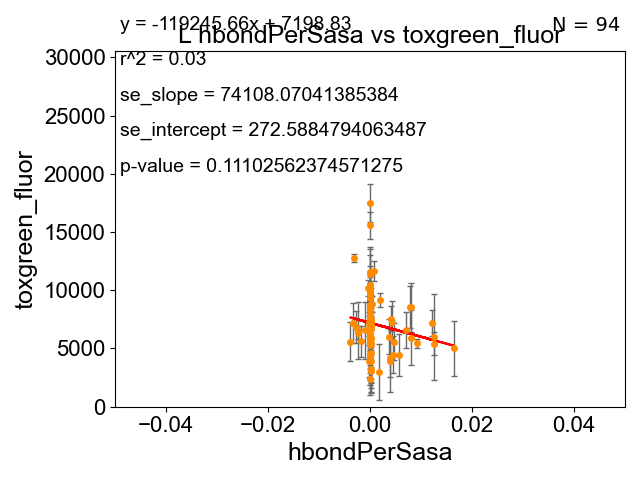 y = -119245.66x + 7198.83
N = 94
L hbondPerSasa vs toxgreen_fluor
r^2 = 0.03
se_slope = 74108.07041385384
se_intercept = 272.5884794063487
p-value = 0.11102562374571275
toxgreen_fluor
30000
25000
20000
15000
10000
5000
0
−0.04 −0.02 0.00 0.02 0.04
hbondPerSasa